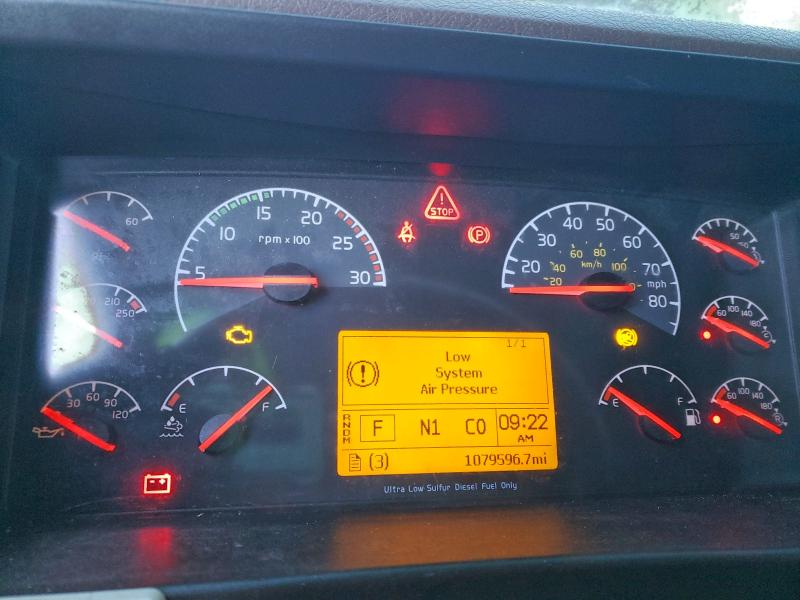 STOP
60
5
10
15
20
25
30
rpm x 100
P
20
30
40
50
60
70
80
mph
20
40
60
80
100
km/h
50
210
250
60
100
140
180
F
30
60
90
120
E
F
1/1
Low
System
Air Pressure
RNDM
F N1 C0 09:22
AM
(3) 1079596.7mi
E
F
60
100
140
180
R
Ultra Low Sulfur Diesel Fuel Only